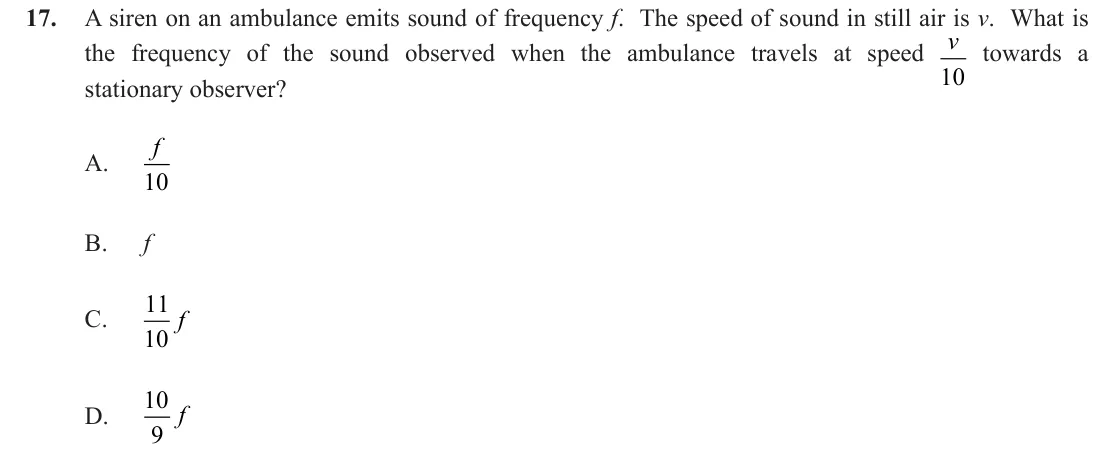 17. A siren on an ambulance emits sound of frequency f. The speed of sound in still air is v. What is
the frequency of the sound observed when the ambulance travels at speed v/10 towards a
stationary observer?
A. f/10
B. f
C. 11/10 f
D. 10/9 f